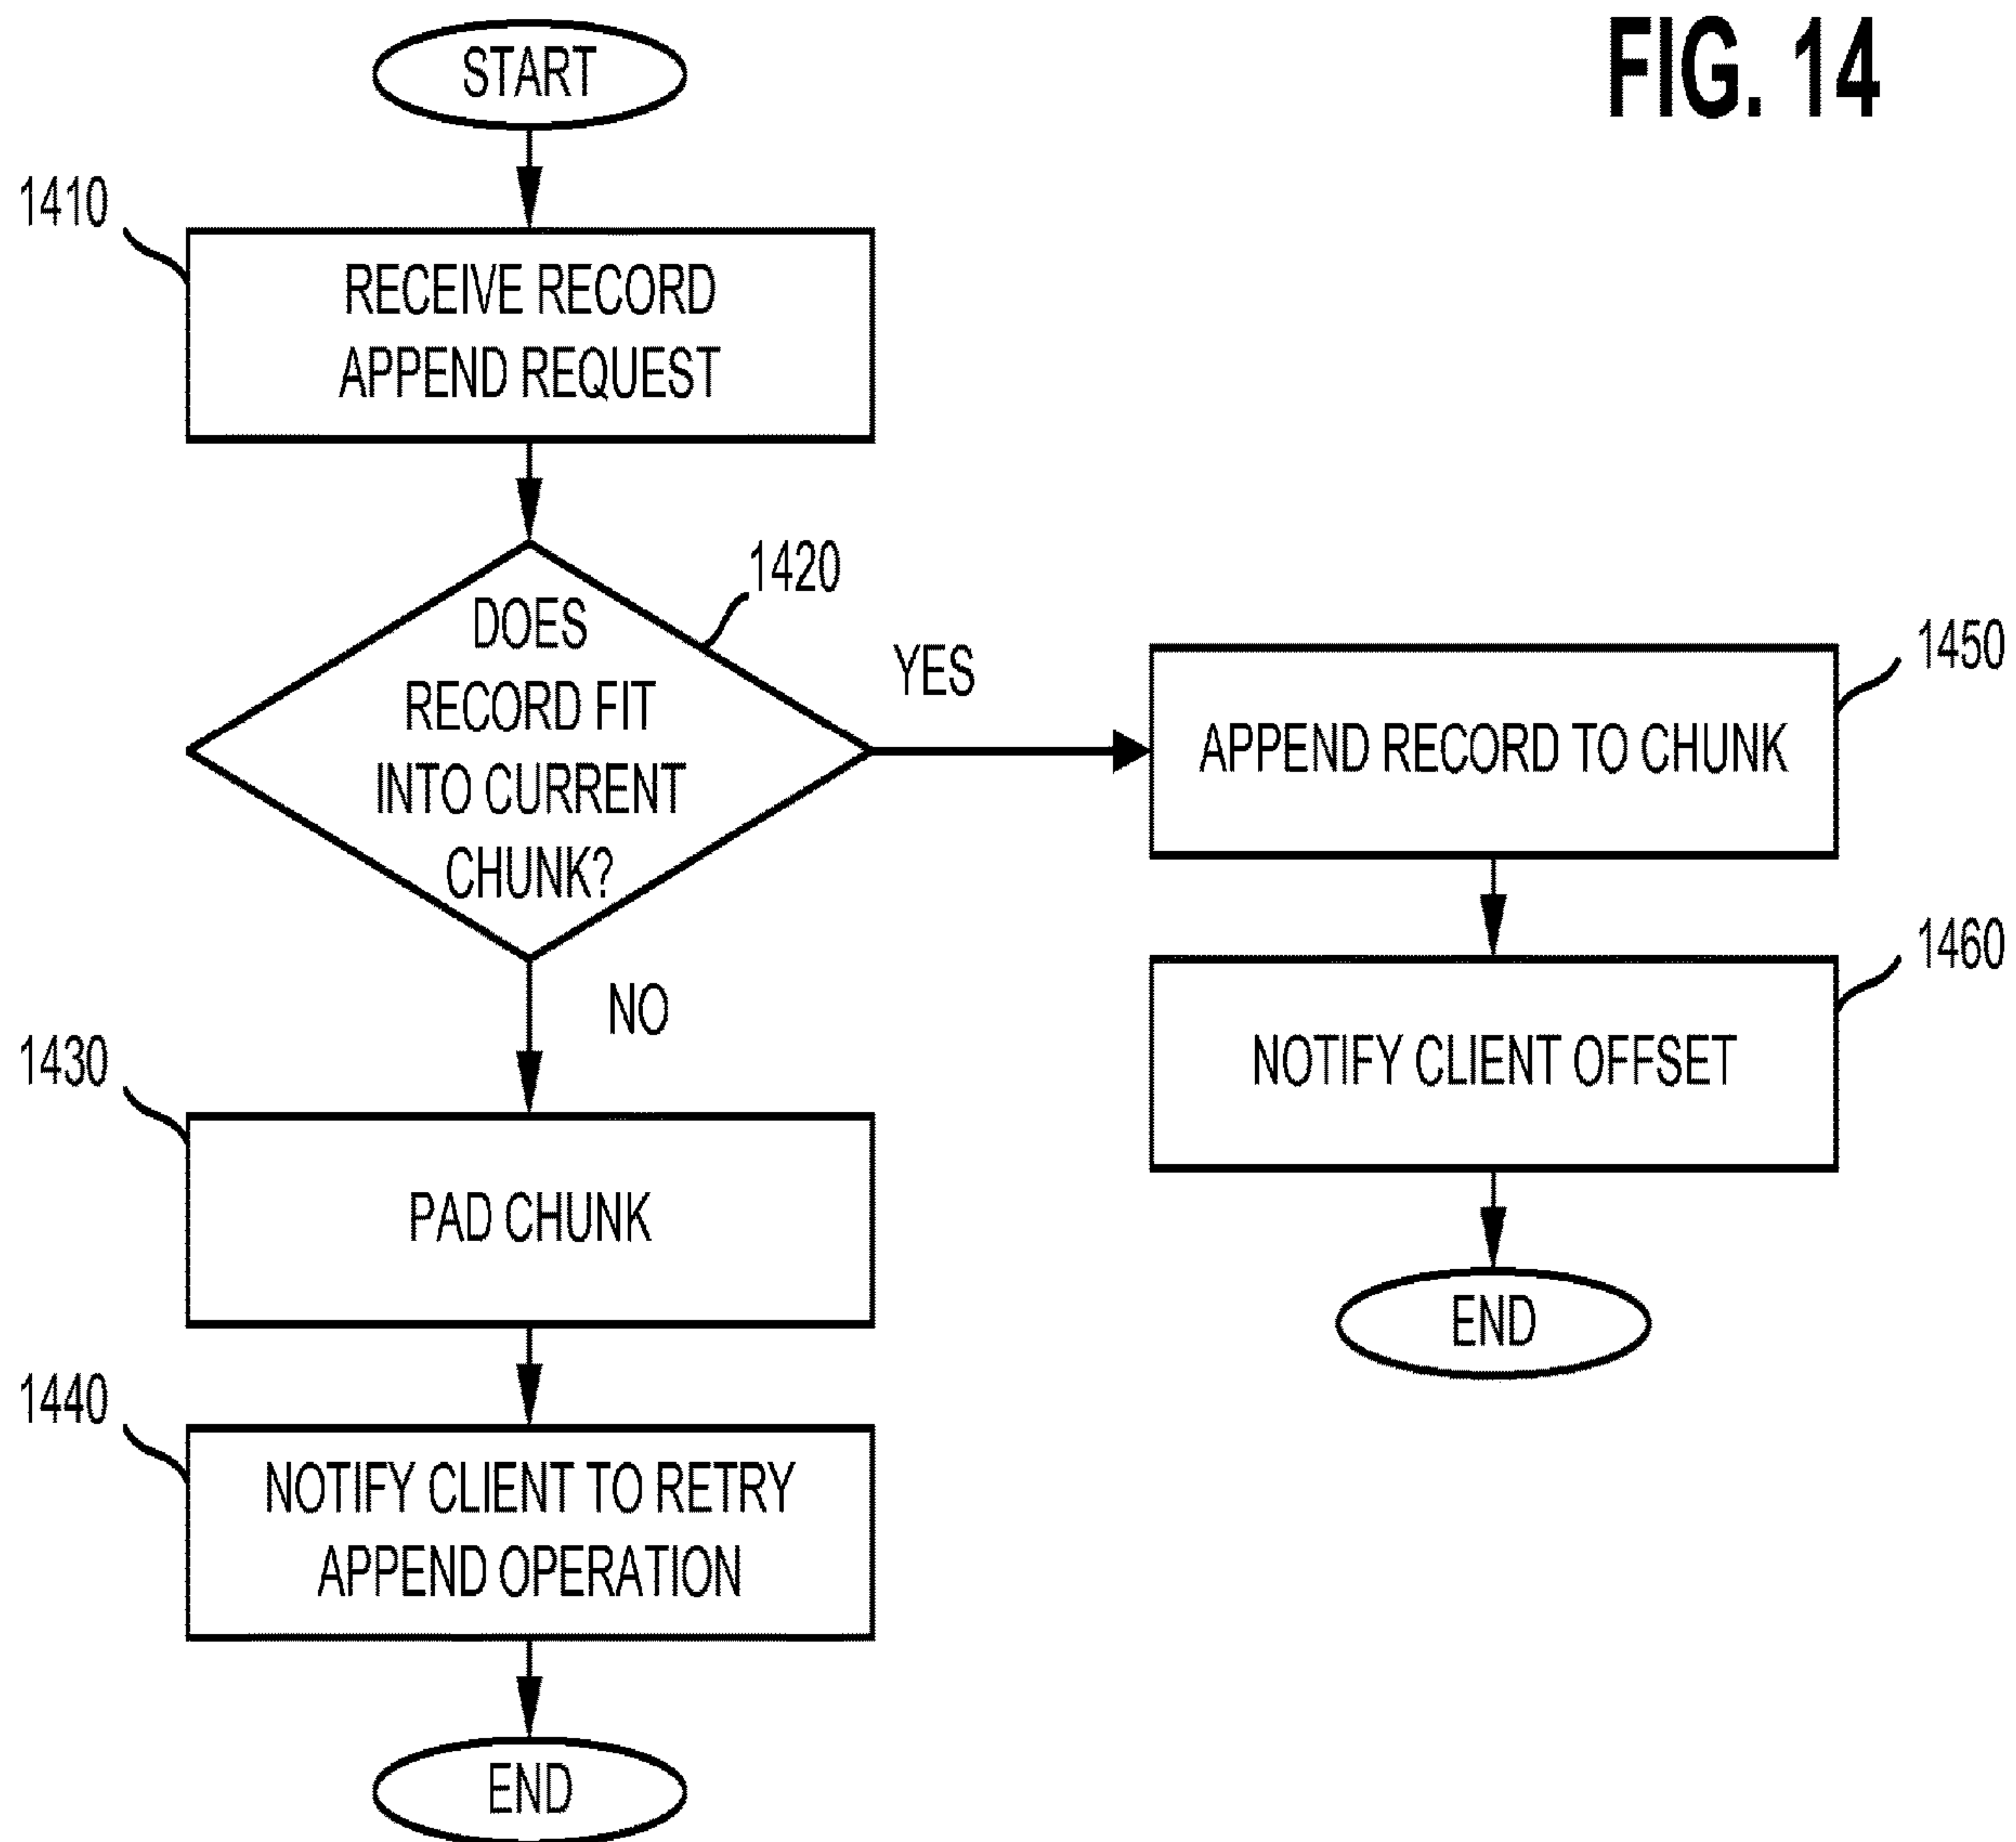 FIG. 14
START
1410
RECEIVE RECORD
APPEND REQUEST
1420
DOES
RECORD FIT
INTO CURRENT
CHUNK?
YES
NO
1450
APPEND RECORD TO CHUNK
1460
NOTIFY CLIENT OFFSET
END
1430
PAD CHUNK
1440
NOTIFY CLIENT TO RETRY
APPEND OPERATION
END